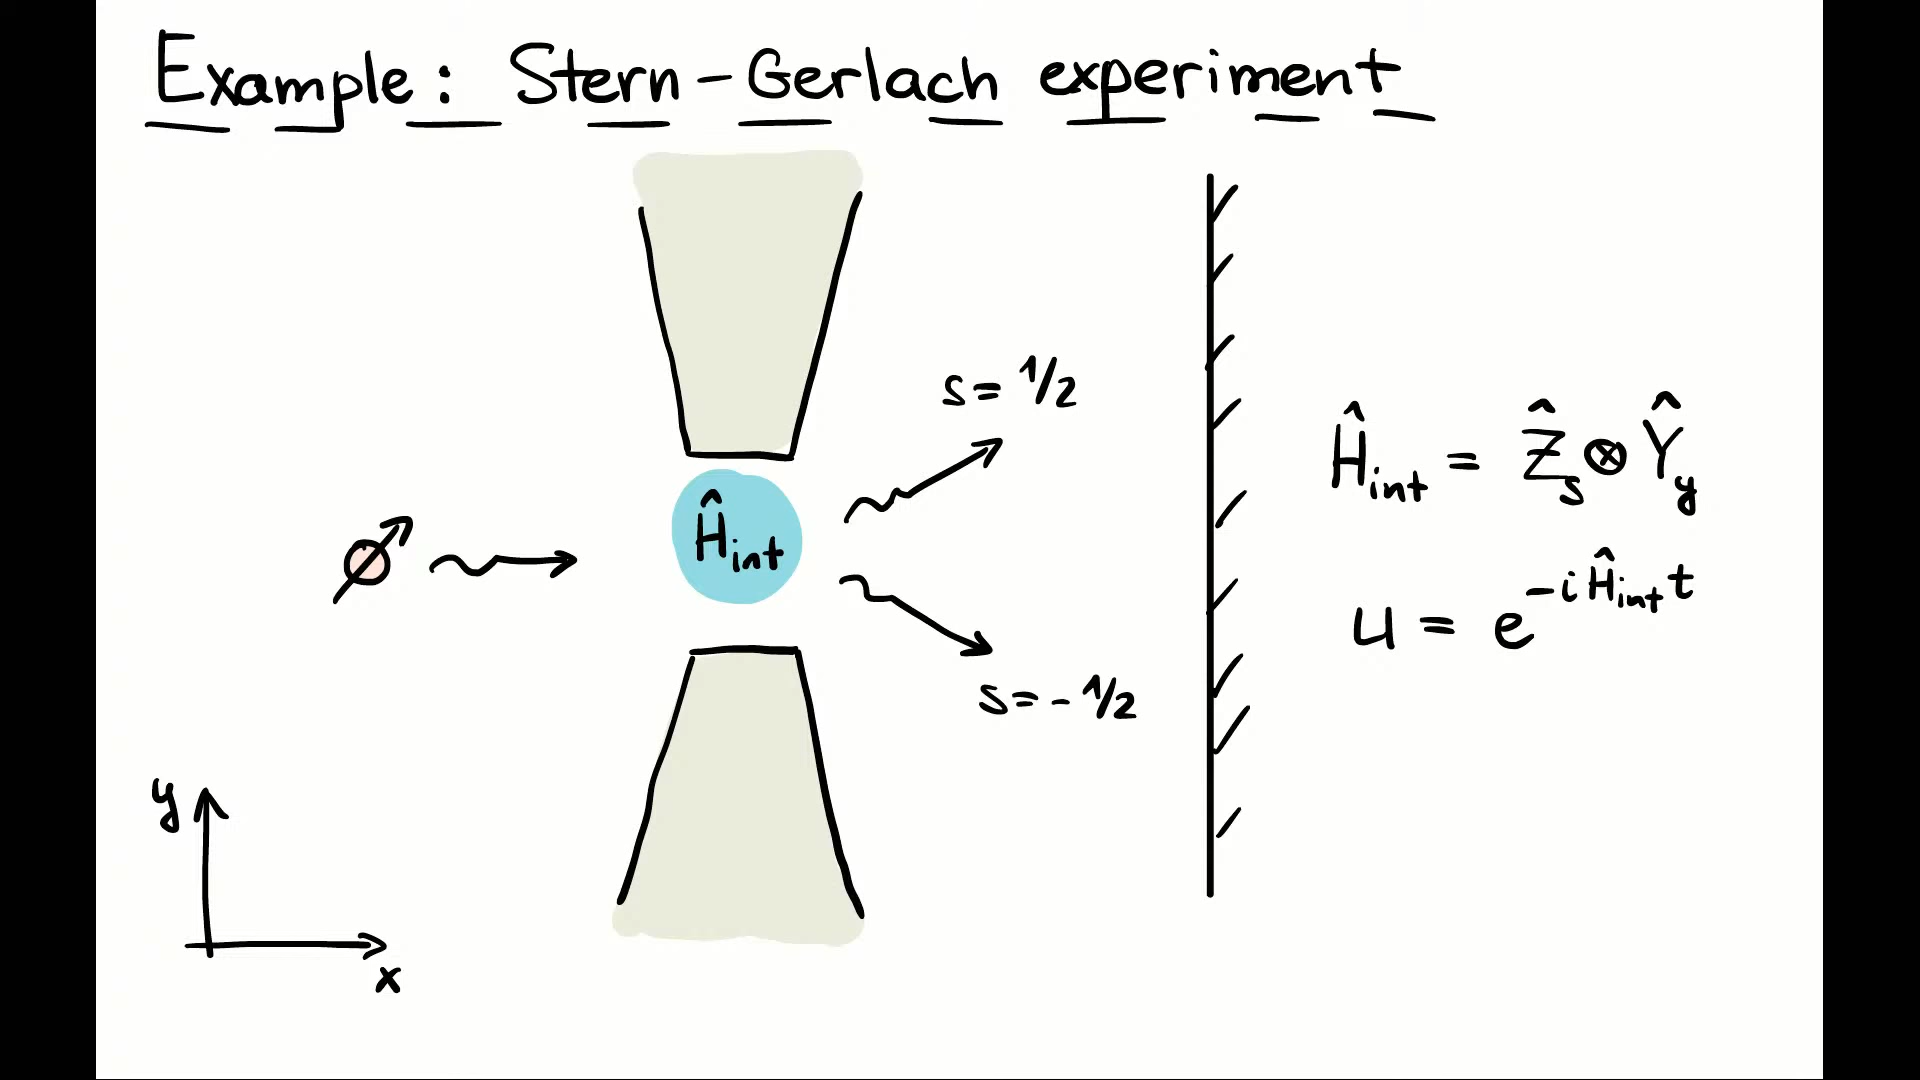 Example: Stern-Gerlach experiment
s = 1/2
Ĥint
Ĥint = Ẑs ⊗ Ŷy
U = e^-iĤint t
s = - 1/2
y
x